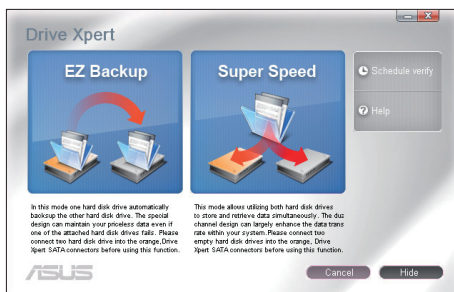 Drive Xpert
EZ Backup
Super Speed
Schedule verify
Help
In this mode one hard disk drive automatically
backsup the other hard disk drive. The special
design can maintain your priceless data even if
one of the attached hard disk drives fails. Please
connect two hard disk drive into the orange,Drive
Xpert SATA connectors before using this function.
This mode allows utilizing both hard disk drives
to store and retrieve data simultaneously. The dua
channel design can largely enhance the data trans
rate within your system.Please connect two
empty hard disk drives into the orange, Drive
Xpert SATA connectors before using this function.
ASUS
Cancel
Hide